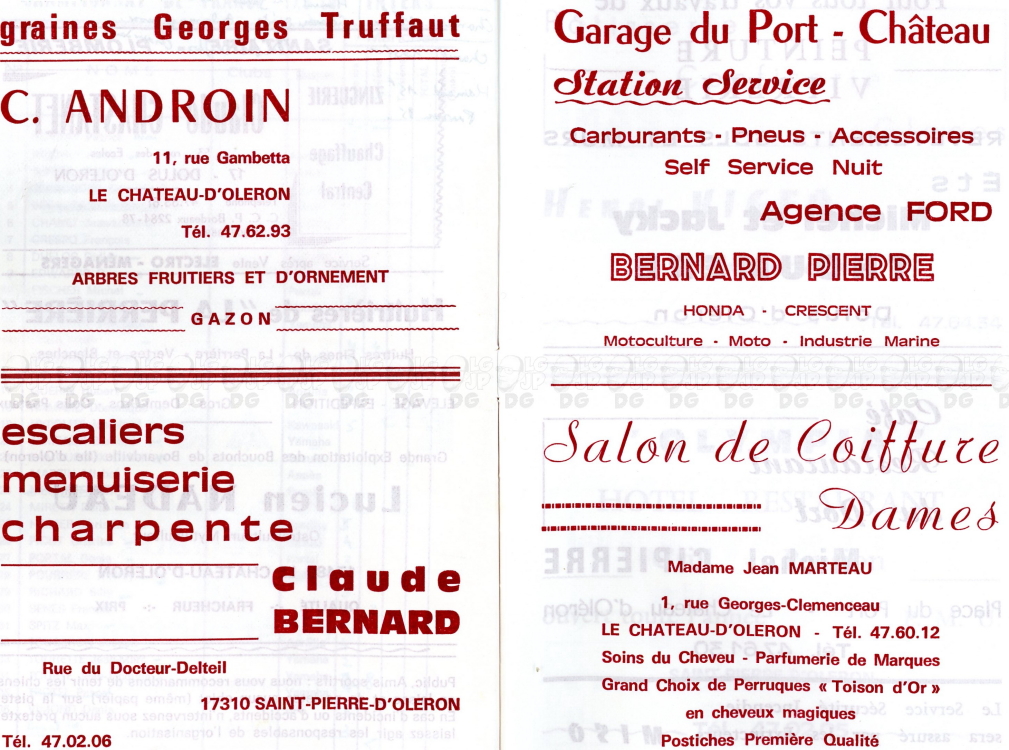 graines Georges Truffaut
C. ANDROIN
11, rue Gambetta
LE CHATEAU-D'OLERON
Tél. 47.62.93
ARBRES FRUITIERS ET D'ORNEMENT
GAZON
escaliers
menuiserie
charpente
Claude
BERNARD
Rue du Docteur-Delteil
17310 SAINT-PIERRE-D'OLERON
Tél. 47.02.06
Garage du Port - Château
Station Service
Carburants - Pneus - Accessoires
Self Service Nuit
Agence FORD
BERNARD PIERRE
HONDA - CRESCENT
Motoculture - Moto - Industrie Marine
Salon de Coiffure
Dames
Madame Jean MARTEAU
1, rue Georges-Clemenceau
LE CHATEAU-D'OLERON - Tél. 47.60.12
Soins du Cheveu - Parfumerie de Marques
Grand Choix de Perruques « Toison d'Or »
en cheveux magiques
Postiches Première Qualité